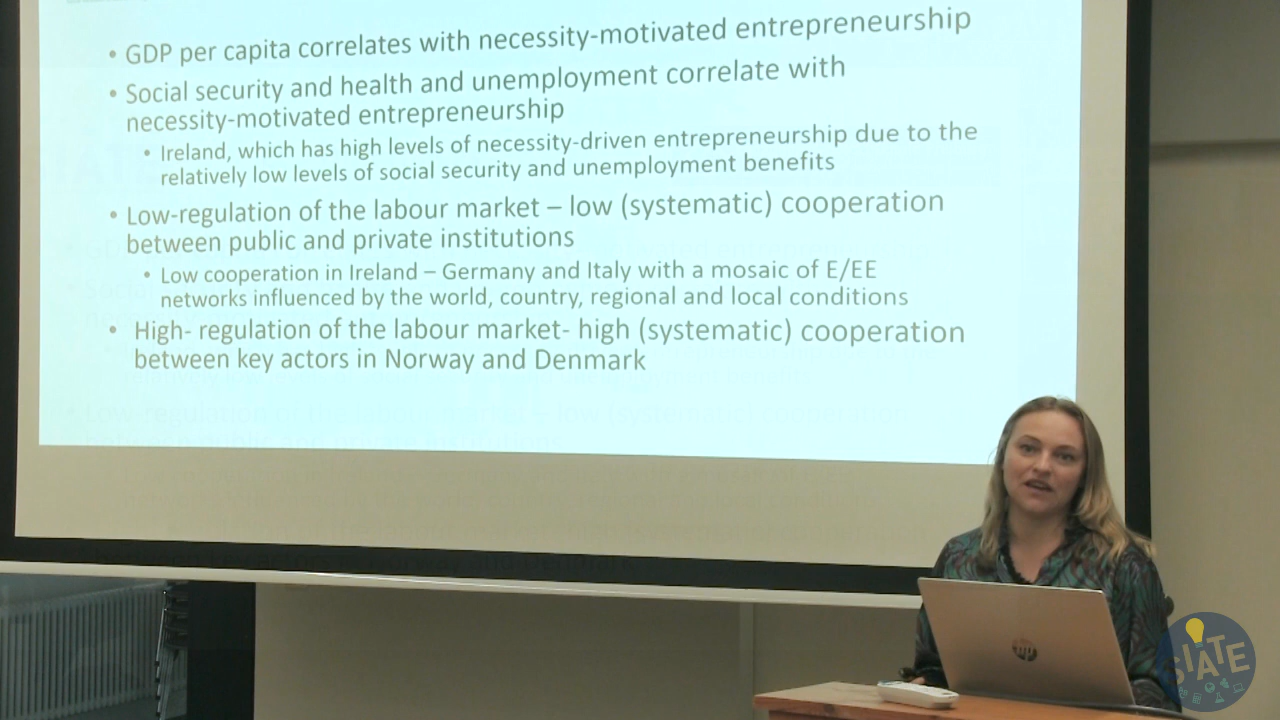 • GDP per capita correlates with necessity-motivated entrepreneurship
• Social security and health and unemployment correlate with
necessity-motivated entrepreneurship
• Ireland, which has high levels of necessity-driven entrepreneurship due to the
relatively low levels of social security and unemployment benefits
• Low-regulation of the labour market – low (systematic) cooperation
between public and private institutions
• Low cooperation in Ireland – Germany and Italy with a mosaic of E/EE
networks influenced by the world, country, regional and local conditions
• High- regulation of the labour market- high (systematic) cooperation
between key actors in Norway and Denmark
hp
SIATE